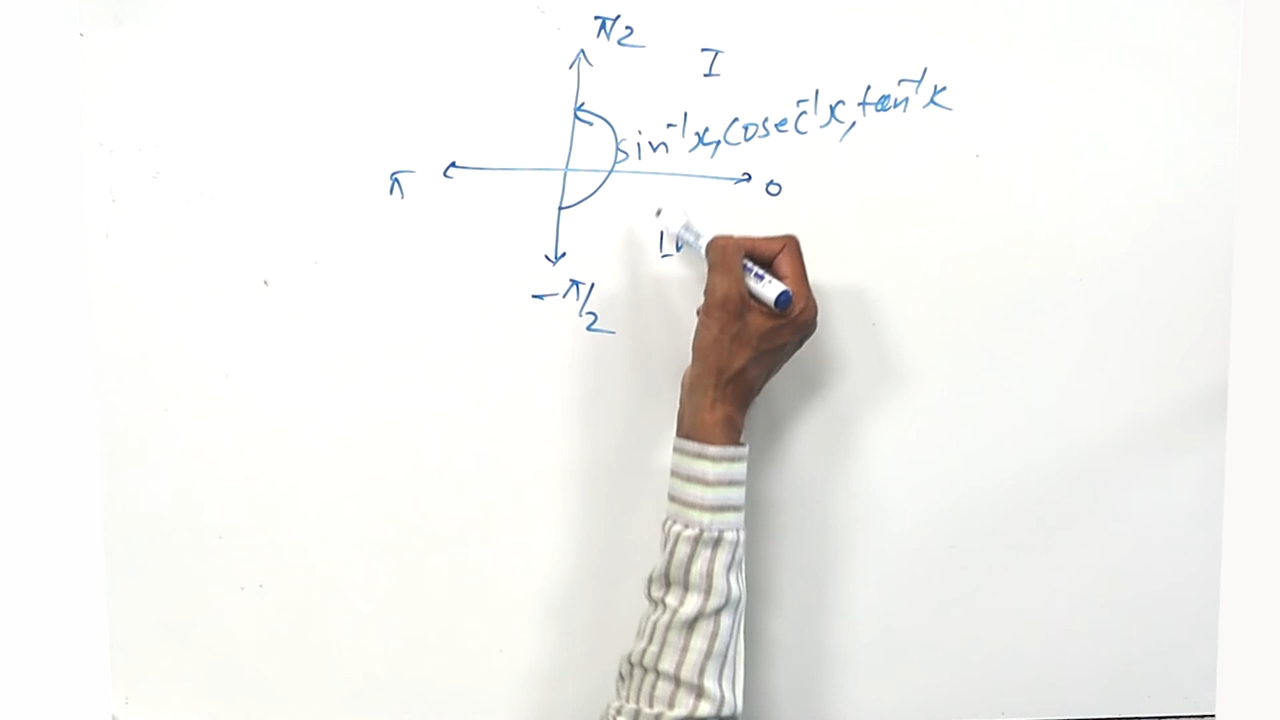 π/2
I
sin⁻¹x, cosec⁻¹x, tan⁻¹x
π
0
-π/2